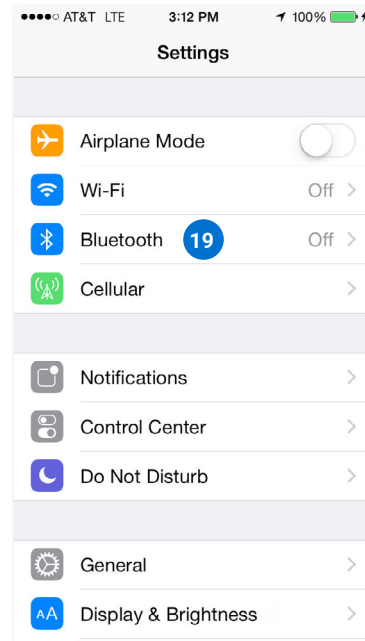 AT&T LTE 3:12 PM 100%
Settings
Airplane Mode
Wi-Fi Off
Bluetooth 19 Off
Cellular
Notifications
Control Center
Do Not Disturb
General
AA Display & Brightness